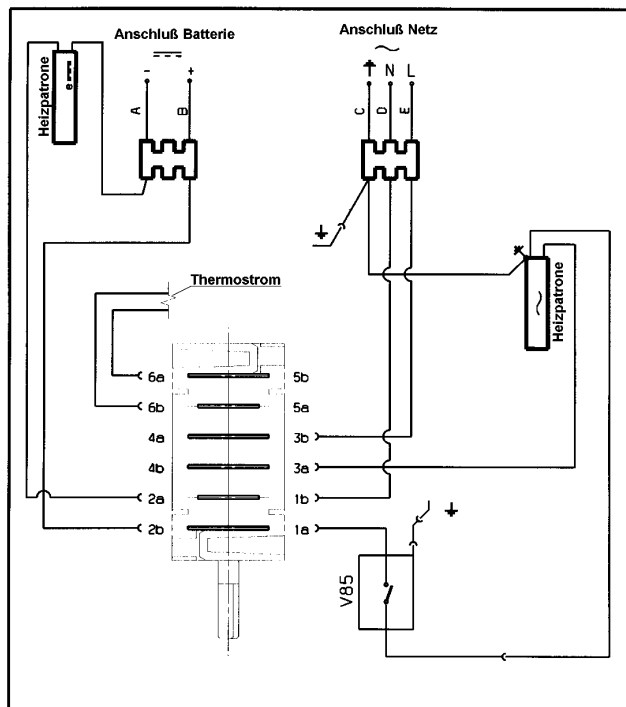 Anschluß Batterie
Anschluß Netz
- +
N L
Heizpatrone
A B
C D E
Thermostrom
Heizpatrone
6a 5b
6b 5a
4a 3b
4b 3a
2a 1b
2b 1a
V85